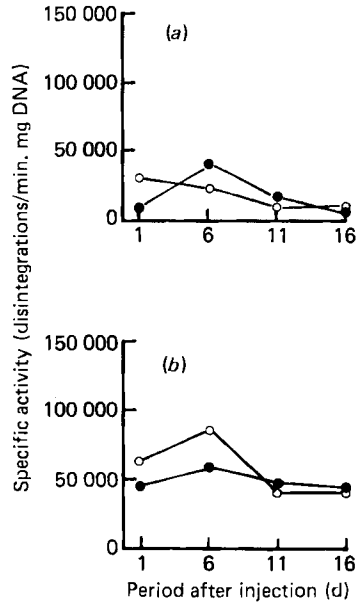 (a)
150 000
100 000
50 000
0
1 6 11 16
Specific activity (disintegrations/min. mg DNA)
(b)
150 000
100 000
50 000
0
1 6 11 16
Period after injection (d)